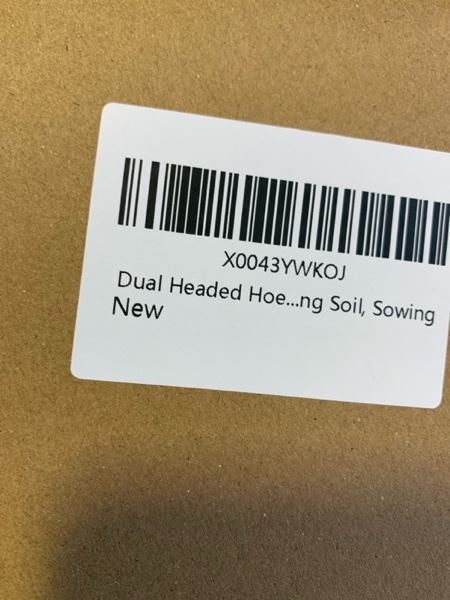 X0043YWKOJ
Dual Headed Hoe...ng Soil, Sowing
New